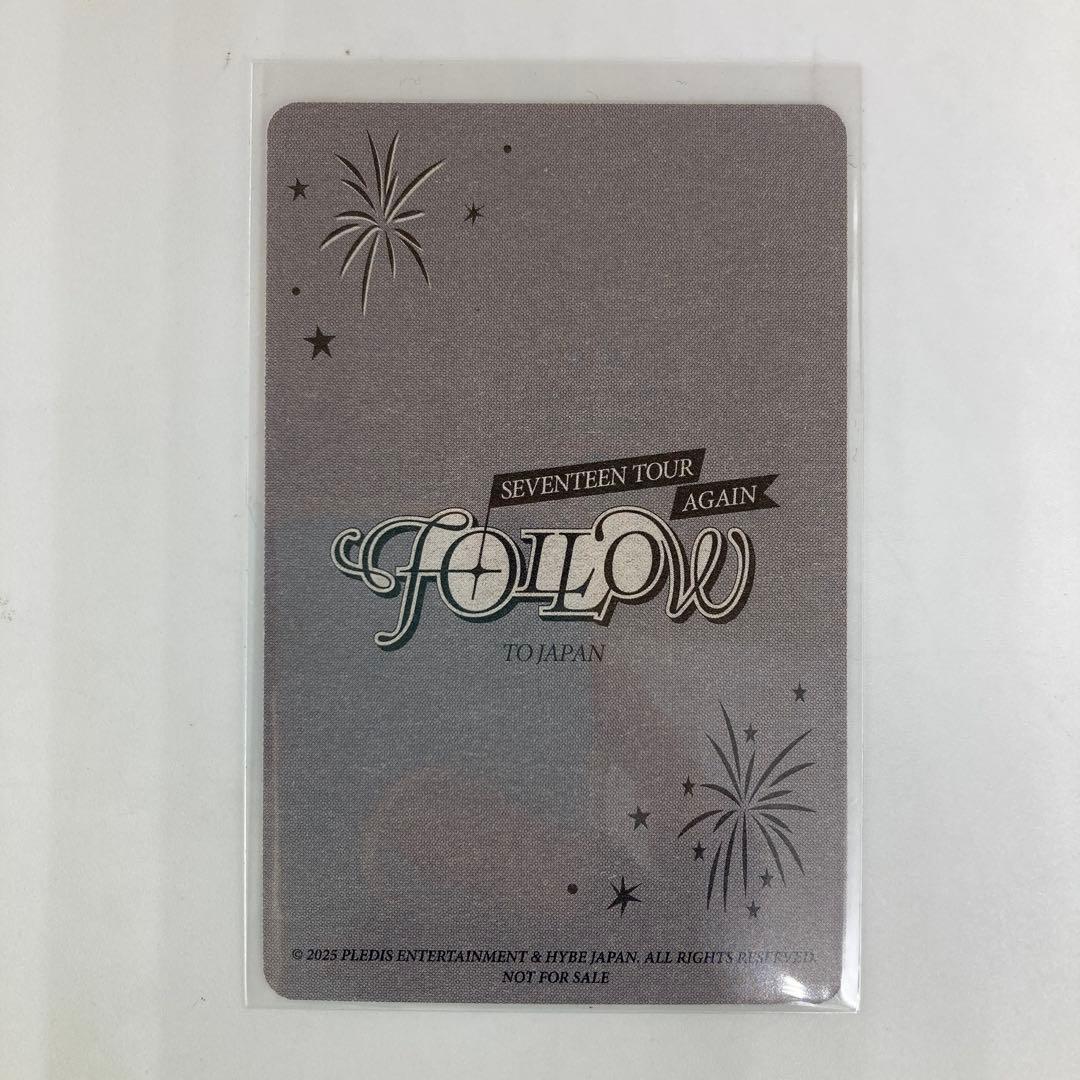 SEVENTEEN TOUR
AGAIN
FOLLOW
TO JAPAN
© 2025 PLEDIS ENTERTAINMENT & HYBE JAPAN. ALL RIGHTS RESERVED.
NOT FOR SALE